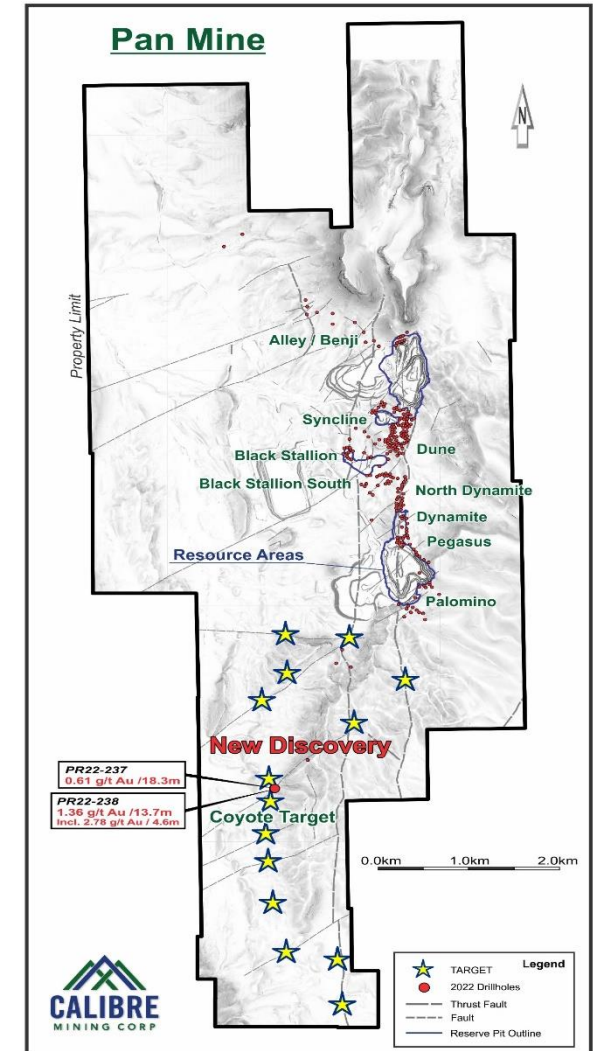 Pan Mine
N
Property Limit
Alley / Benji
Syncline
Dune
Black Stallion
Black Stallion South
North Dynamite
Dynamite
Pegasus
Resource Areas
Palomino
New Discovery
PR22-237
0.61 g/t Au /18.3m
PR22-238
1.36 g/t Au /13.7m
Incl. 2.78 g/t Au / 4.6m
Coyote Target
0.0km 1.0km 2.0km
Legend
TARGET
2022 Drillholes
Thrust Fault
Fault
Reserve Pit Outline
CALIBRE
MINING CORP